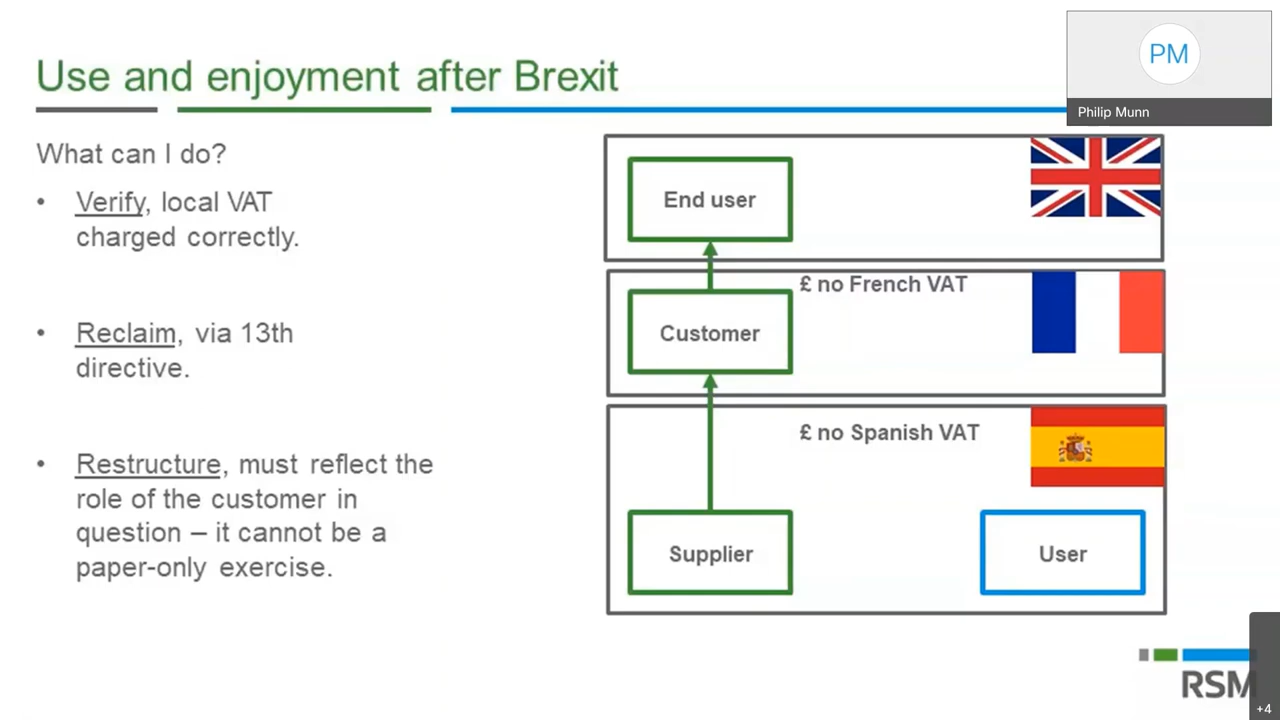 Use and enjoyment after Brexit
PM
Philip Munn
What can I do?
• Verify, local VAT
charged correctly.
• Reclaim, via 13th
directive.
• Restructure, must reflect the
role of the customer in
question – it cannot be a
paper-only exercise.
End user
£ no French VAT
Customer
£ no Spanish VAT
Supplier
User
RSM
+4